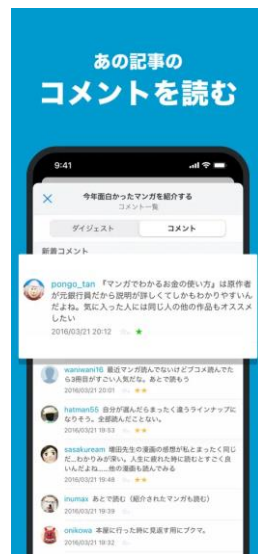 あの記事の
コメントを読む
9:41
今年面白かったマンガを紹介する
コメント一覧
ダイジェスト コメント
新着コメント
pongo_tan 『マンガでわかるお金の使い方』は原作者
が元銀行員だから説明が詳しくてしかもわかりやすいん
だよね。気に入った人には同じ人の他の作品もオススメ
したい
2016/03/21 20:12
waniwani16 最近マンガ読んでないけどブコメ読んでた
ら3冊目がすごい人気だな。あとで読もう
2016/03/21 20:01
hatman55 自分が選んだらまったく違うラインナップに
なりそう。全部読んだことない。
2016/03/21 19:53
sasakuream 増田先生の漫画の感想が私とまったく同じ
だ…わかりみが深い。人生に疲れた時に読むとすごく良
いんだよね……他の漫画も読んでみる
2016/03/21 19:48
inumax あとで読む（紹介されたマンガも読む）
2016/03/21 19:39
onikowa 本屋に行った時に見返す用にブクマ。
2016/03/21 19:32